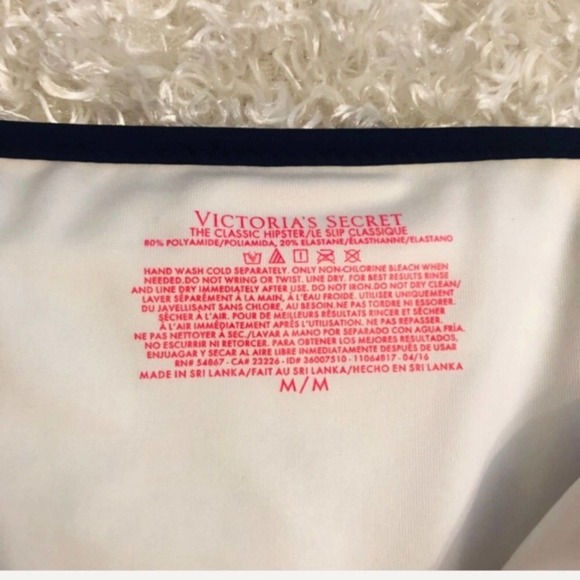 VICTORIA'S SECRET
THE CLASSIC HIPSTER/LE SLIP CLASSIQUE
80% POLYAMIDE/POLIAMIDA, 20% ELASTANE/ÉLASTHANNE/ELASTANO
HAND WASH COLD SEPARATELY. ONLY NON-CHLORINE BLEACH WHEN
NEEDED.DO NOT WRING OR TWIST. LINE DRY. FOR BEST RESULTS RINSE
AND LINE DRY IMMEDIATELY AFTER USE. DO NOT IRON.DO NOT DRY CLEAN/
LAVER SÉPARÉMENT À LA MAIN, À L'EAU FROIDE. UTILISER UNIQUEMENT
DU JAVELLISANT SANS CHLORE, AU BESOIN.NE PAS TORDRE NI ESSORER.
SÉCHER À L'AIR. POUR DE MEILLEURS RÉSULTATS RINCER ET SÉCHER
À L'AIR IMMÉDIATEMENT APRÈS L'UTILISATION. NE PAS REPASSER.
NE PAS NETTOYER À SEC./LAVAR A MANO POR SEPARADO CON AGUA FRÍA.
NO ESCURRIR NI RETORCER. PARA OBTENER LOS MEJORES RESULTADOS,
ENJUAGAR Y SECAR AL AIRE LIBRE INMEDIATAMENTE DESPUÉS DE USAR
RN# 54867 - CA# 23226 - ID# 36007510 - 11064817 - 04/16
MADE IN SRI LANKA/FAIT AU SRI LANKA/HECHO EN SRI LANKA
M/M